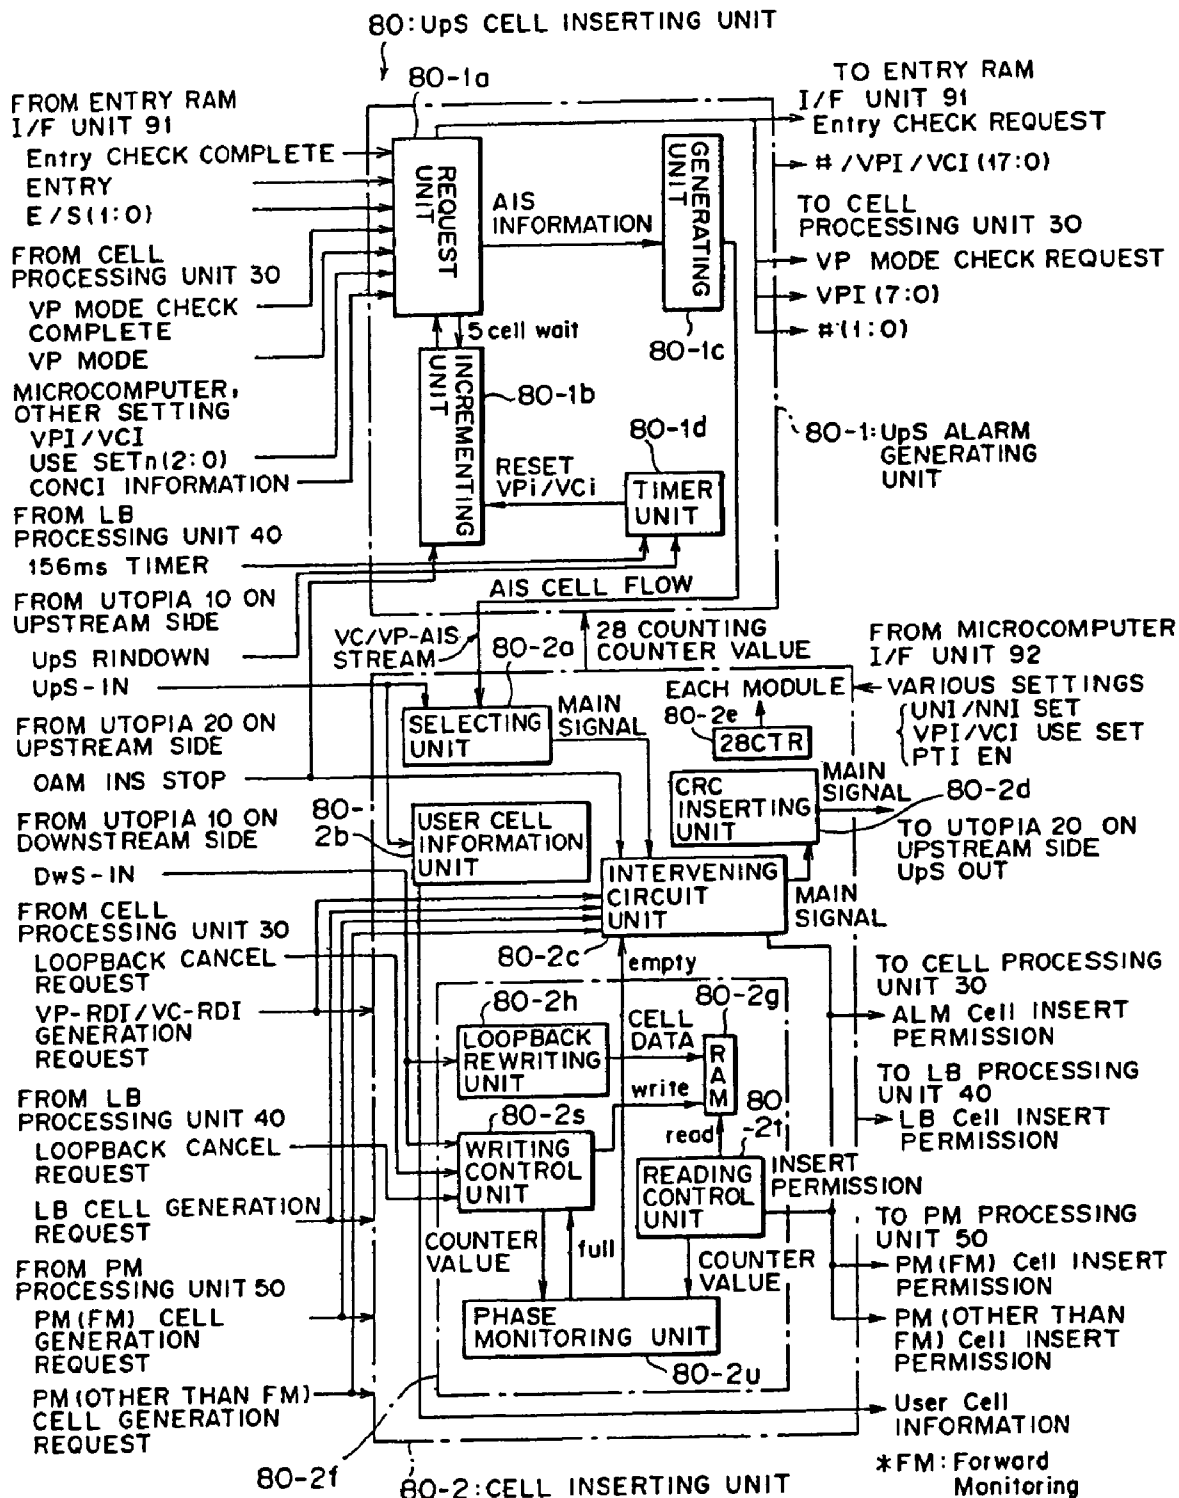 80:UpS CELL INSERTING UNIT
80-1a
FROM ENTRY RAM
I/F UNIT 91
Entry CHECK COMPLETE
ENTRY
E/S(1:0)
FROM CELL
PROCESSING UNIT 30
VP MODE CHECK
COMPLETE
VP MODE
MICROCOMPUTER,
OTHER SETTING
VPI/VCI
USE SETn(2:0)
CONCI INFORMATION
FROM LB
PROCESSING UNIT 40
156ms TIMER
FROM UTOPIA 10 ON
UPSTREAM SIDE
UpS RINDOWN
UpS-IN
FROM UTOPIA 20 ON
UPSTREAM SIDE
OAM INS STOP
FROM UTOPIA 10 ON
DOWNSTREAM SIDE
DwS-IN
FROM CELL
PROCESSING UNIT 30
LOOPBACK CANCEL
REQUEST
VP-RDI/VC-RDI
GENERATION
REQUEST
FROM LB
PROCESSING UNIT 40
LOOPBACK CANCEL
REQUEST
LB CELL GENERATION
REQUEST
FROM PM
PROCESSING UNIT 50
PM(FM) CELL
GENERATION
REQUEST
PM(OTHER THAN FM)
CELL GENERATION
REQUEST
REQUEST
UNIT
AIS
INFORMATION
GENERATING
UNIT
80-1c
5 cell wait
INCREMENTING
UNIT
80-1b
80-1d
RESET
VPi/VCi
TIMER
UNIT
AIS CELL FLOW
VC/VP-AIS
STREAM
28 COUNTING
COUNTER VALUE
80-2a
SELECTING
UNIT
MAIN
SIGNAL
EACH MODULE
80-2e
28CTR
80-
2b
USER CELL
INFORMATION
UNIT
CRC
INSERTING
UNIT
80-2d
MAIN
SIGNAL
INTERVENING
CIRCUIT
UNIT
80-2c
MAIN
SIGNAL
empty
80-2h
LOOPBACK
REWRITING
UNIT
CELL
DATA
80-2g
RAM
write
80-2s
WRITING
CONTROL
UNIT
read
80
-2t
READING
CONTROL
UNIT
INSERT
PERMISSION
COUNTER
VALUE
full
COUNTER
VALUE
PHASE
MONITORING UNIT
80-2u
80-2f
80-2:CELL INSERTING UNIT
TO ENTRY RAM
I/F UNIT 91
Entry CHECK REQUEST
#/VPI/VCI(17:0)
TO CELL
PROCESSING UNIT 30
VP MODE CHECK REQUEST
VPI(7:0)
#(1:0)
80-1:UpS ALARM
GENERATING
UNIT
FROM MICROCOMPUTER
I/F UNIT 92
VARIOUS SETTINGS
UNI/NNI SET
VPI/VCI USE SET
PTI EN
TO UTOPIA 20 ON
UPSTREAM SIDE
UpS OUT
TO CELL PROCESSING
UNIT 30
ALM Cell INSERT
PERMISSION
TO LB PROCESSING
UNIT 40
LB Cell INSERT
PERMISSION
TO PM PROCESSING
UNIT 50
PM(FM) Cell INSERT
PERMISSION
PM(OTHER THAN
FM) Cell INSERT
PERMISSION
User Cell
INFORMATION
*FM: Forward
Monitoring